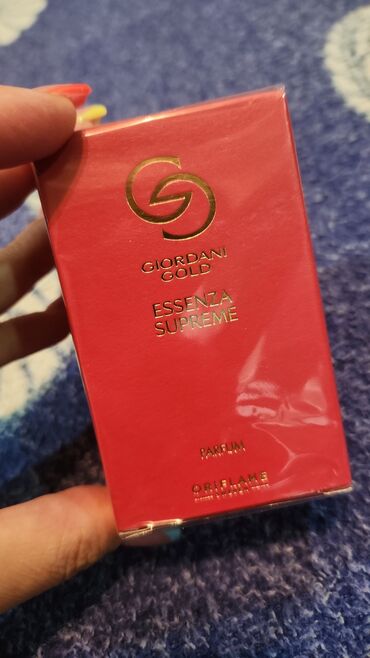 GIORDANI
GOLD
ESSENZA
SUPREME
PARFUM
ORIFLAME